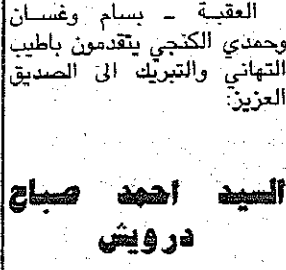 العقبة - بسام وغسان
وحمدي الكنجي يتقدمون باطيب
التهاني والتبريك الى الصديق
العزيز:
السيد احمد صباح
درويش